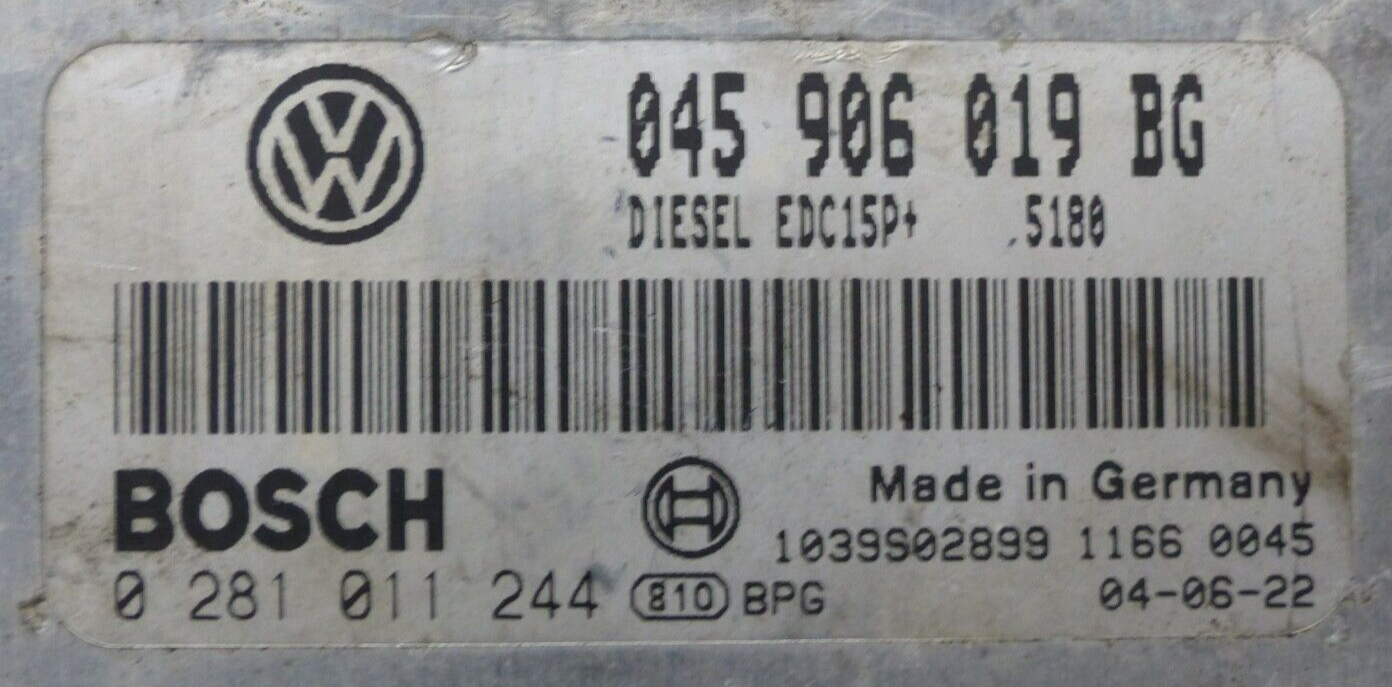 045 906 019 BG
DIESEL EDC15P+ .5180
BOSCH
Made in Germany
1039S02899 1166 0045
0 281 011 244 810 BPG 04-06-22